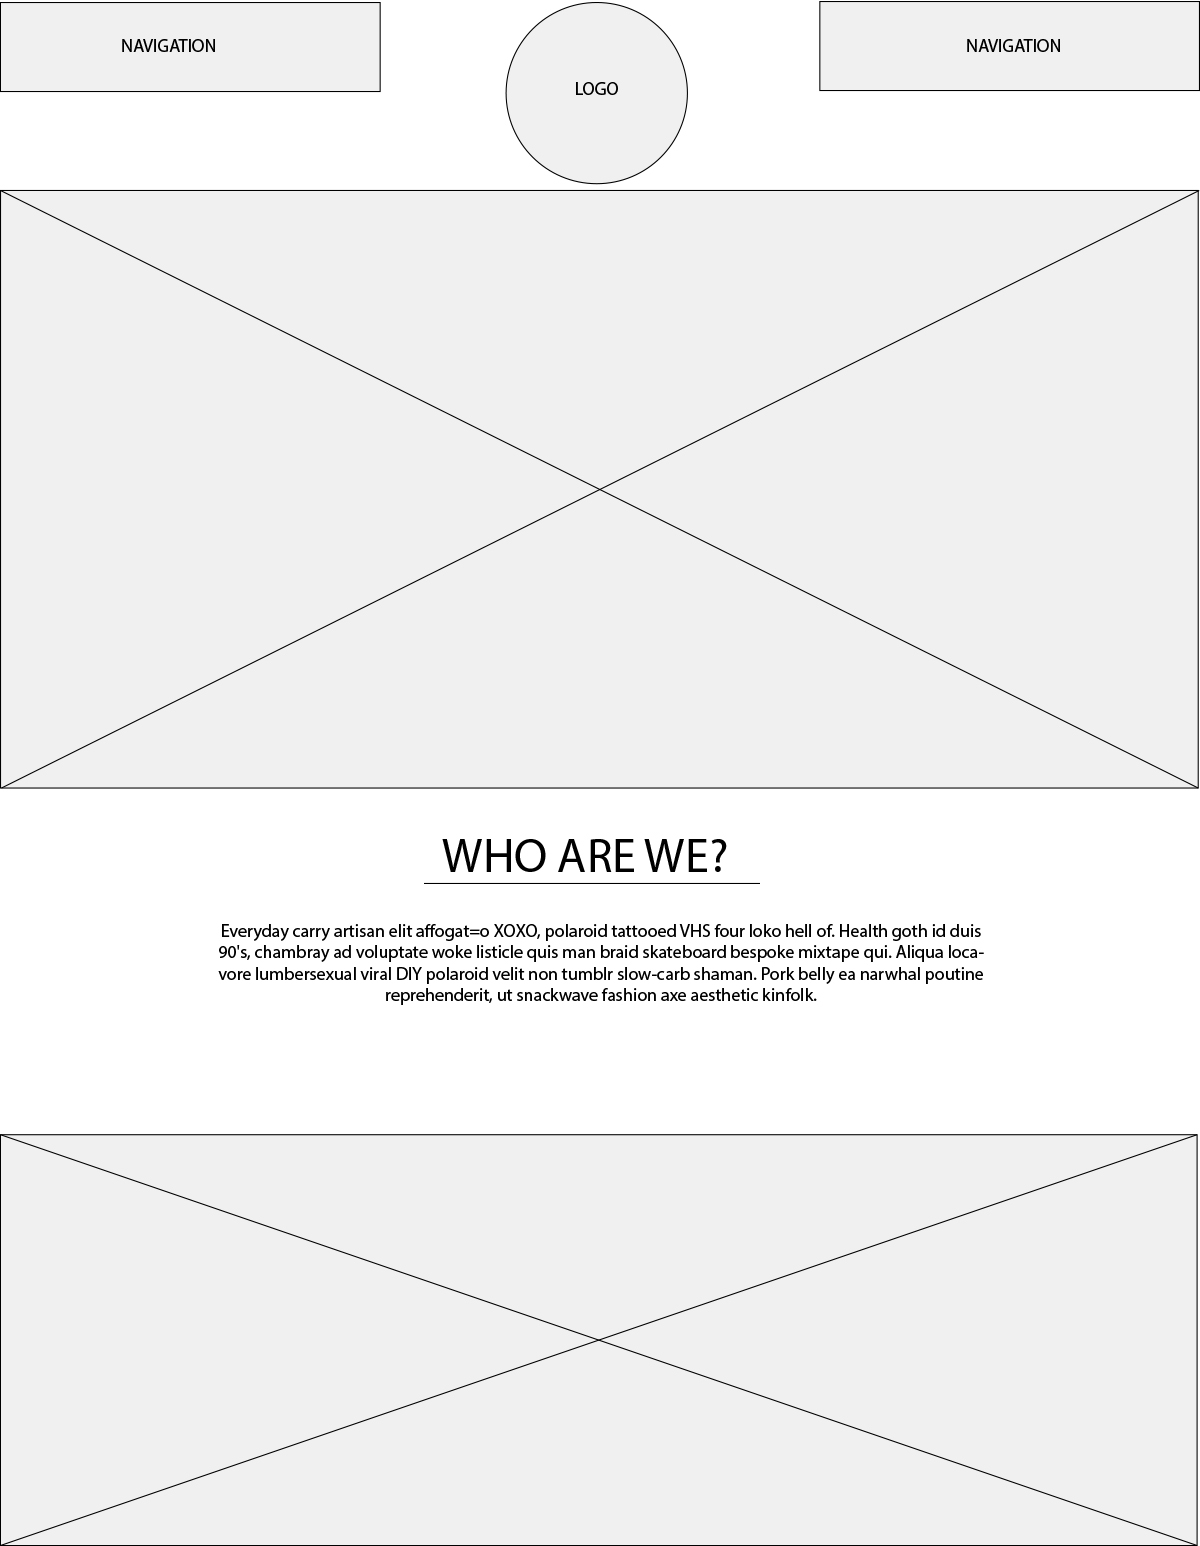 NAVIGATION
LOGO
NAVIGATION
WHO ARE WE?
Everyday carry artisan elit affogat=o XOXO, polaroid tattooed VHS four loko hell of. Health goth id duis
90's, chambray ad voluptate woke listicle quis man braid skateboard bespoke mixtape qui. Aliqua loca-
vore lumbersexual viral DIY polaroid velit non tumblr slow-carb shaman. Pork belly ea narwhal poutine
reprehenderit, ut snackwave fashion axe aesthetic kinfolk.